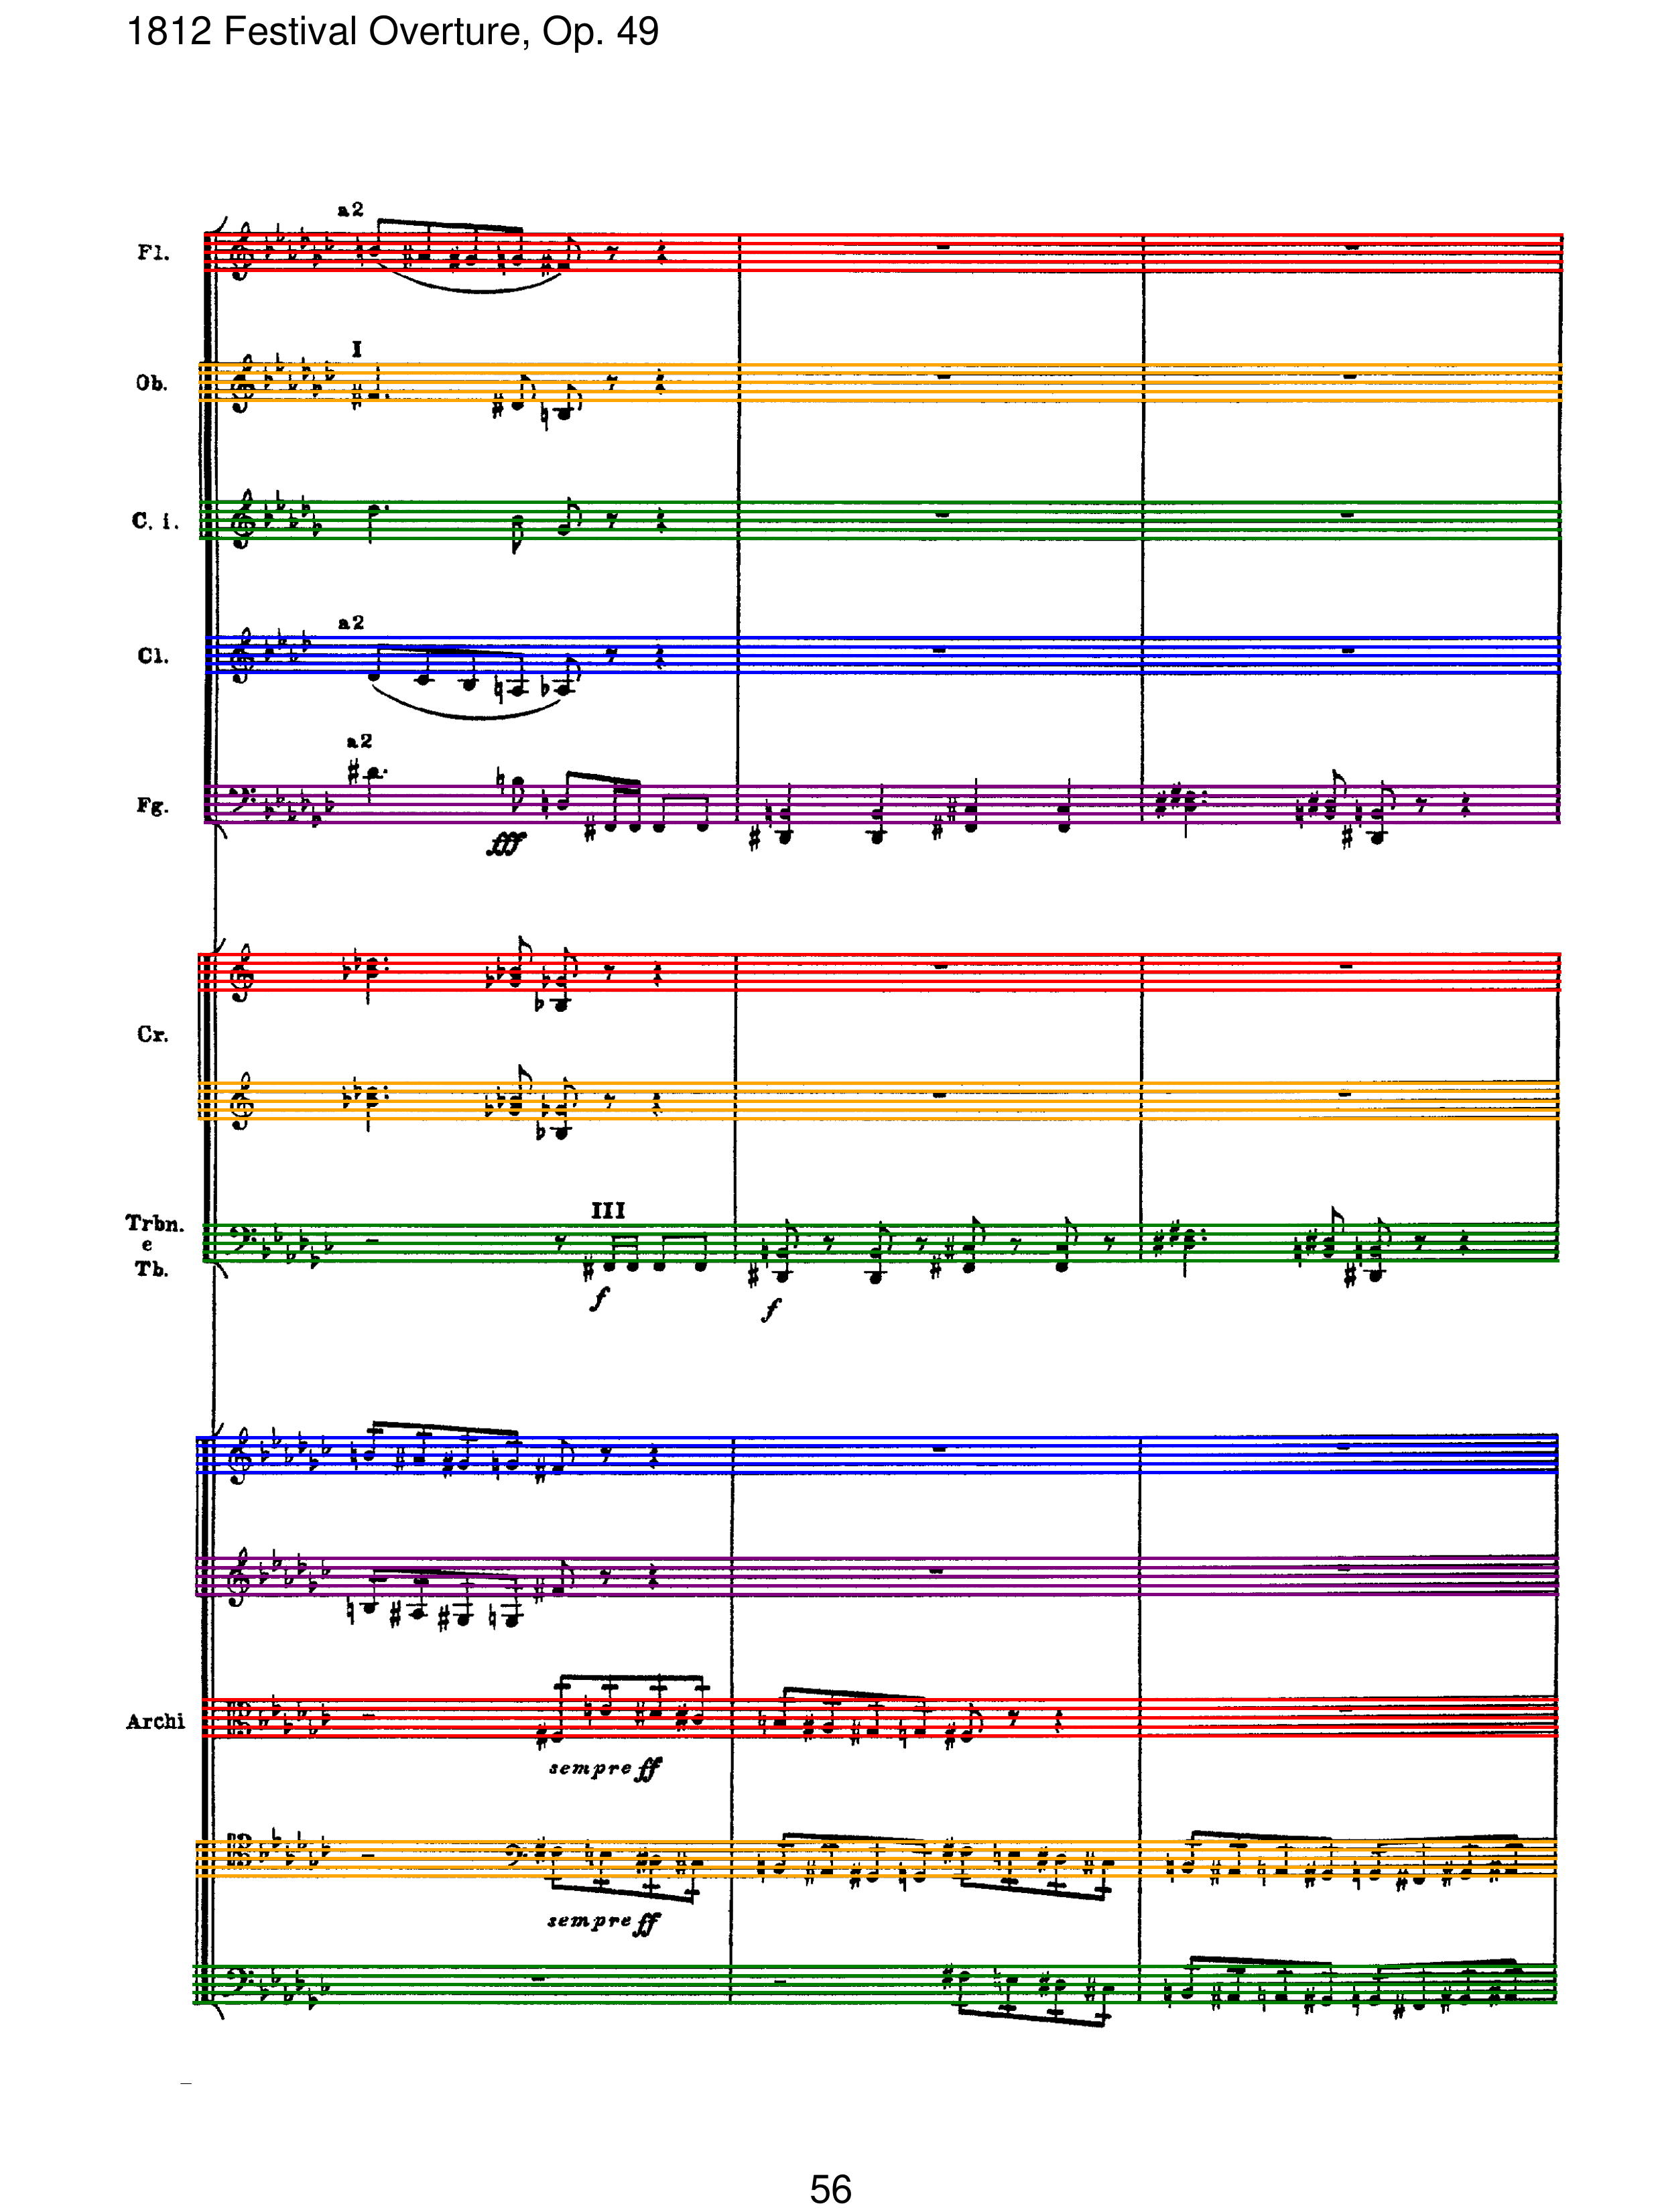 1812 Festival Overture, Op. 49
a2
Fl.
I
Ob.
C. i.
a2
Cl.
a2
Fg.
fff
Cr.
III
Trbn.
e
Tb.
f
f
Archi
sempre ff
sempre ff
56